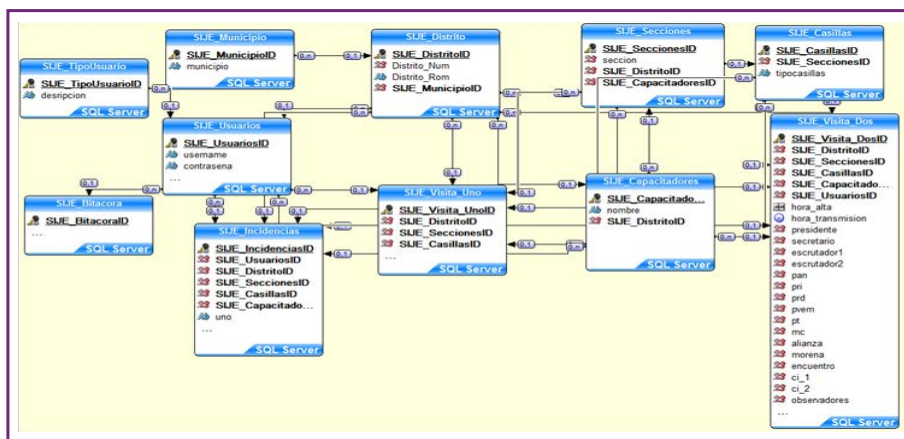 SIJE_TipoUsuario
SIJE_TipoUsuarioID
desripcion
SQL Server
SIJE_Municipio
SIJE_MunicipioID
municipio
SQL Server
SIJE_Distrito
SIJE_DistritoID
Distrito_Num
Distrito_Rom
SIJE_MunicipioID
SQL Server
SIJE_Secciones
SIJE_SeccionesID
seccion
SIJE_DistritoID
SIJE_CapacitadoresID
SQL Server
SIJE_Casillas
SIJE_CasillasID
SIJE_SeccionesID
tipocasillas
SQL Server
SIJE_Usuarios
SIJE_UsuariosID
username
contrasena
...
SQL Server
SIJE_Bitacora
SIJE_BitacoraID
...
SQL Server
SIJE_Incidencias
SIJE_IncidenciasID
SIJE_UsuariosID
SIJE_DistritoID
SIJE_SeccionesID
SIJE_CasillasID
SIJE_Capacitado...
uno
...
SQL Server
SIJE_Visita_Uno
SIJE_Visita_UnoID
SIJE_DistritoID
SIJE_SeccionesID
SIJE_CasillasID
...
SQL Server
SIJE_Capacitadores
SIJE_Capacitado...
nombre
SIJE_DistritoID
SQL Server
SIJE_Visita_Dos
SIJE_Visita_DosID
SIJE_DistritoID
SIJE_SeccionesID
SIJE_CasillasID
SIJE_Capacitado...
SIJE_UsuariosID
hora_alta
hora_transmision
presidente
secretario
escrutador1
escrutador2
pan
pri
prd
pvem
pt
mc
alianza
morena
encuentro
ci_1
ci_2
observadores
...
SQL Server